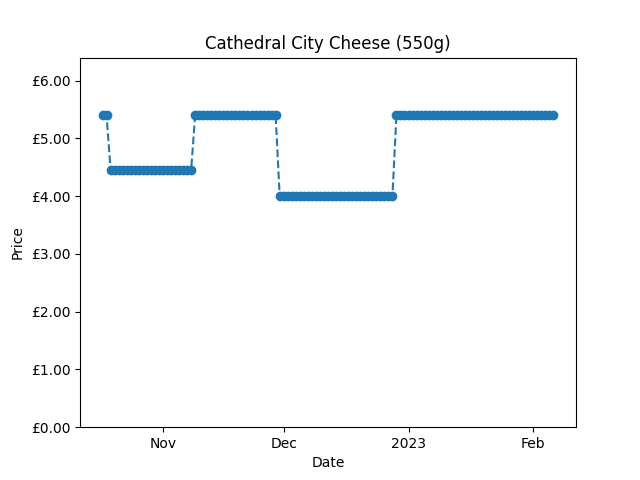 Cathedral City Cheese (550g)
£6.00
£5.00
£4.00
£3.00
£2.00
£1.00
£0.00
Price
Nov
Dec
2023
Feb
Date